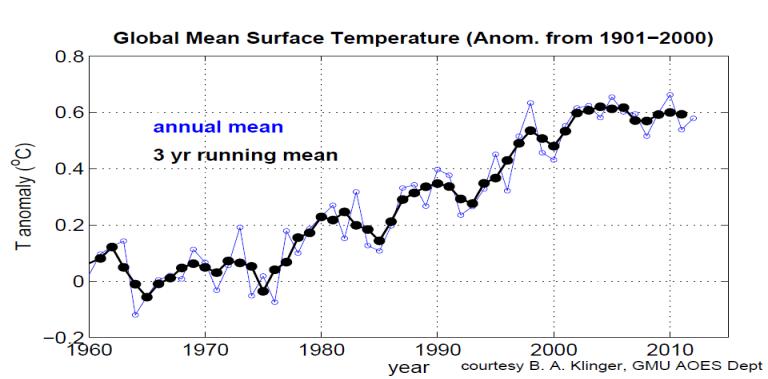 Global Mean Surface Temperature (Anom. from 1901−2000)
0.8
0.6
annual mean
3 yr running mean
0.4
T anomaly (⁰C)
0.2
0
−0.2
1960 1970 1980 1990 2000 2010
year
courtesy B. A. Klinger, GMU AOES Dept